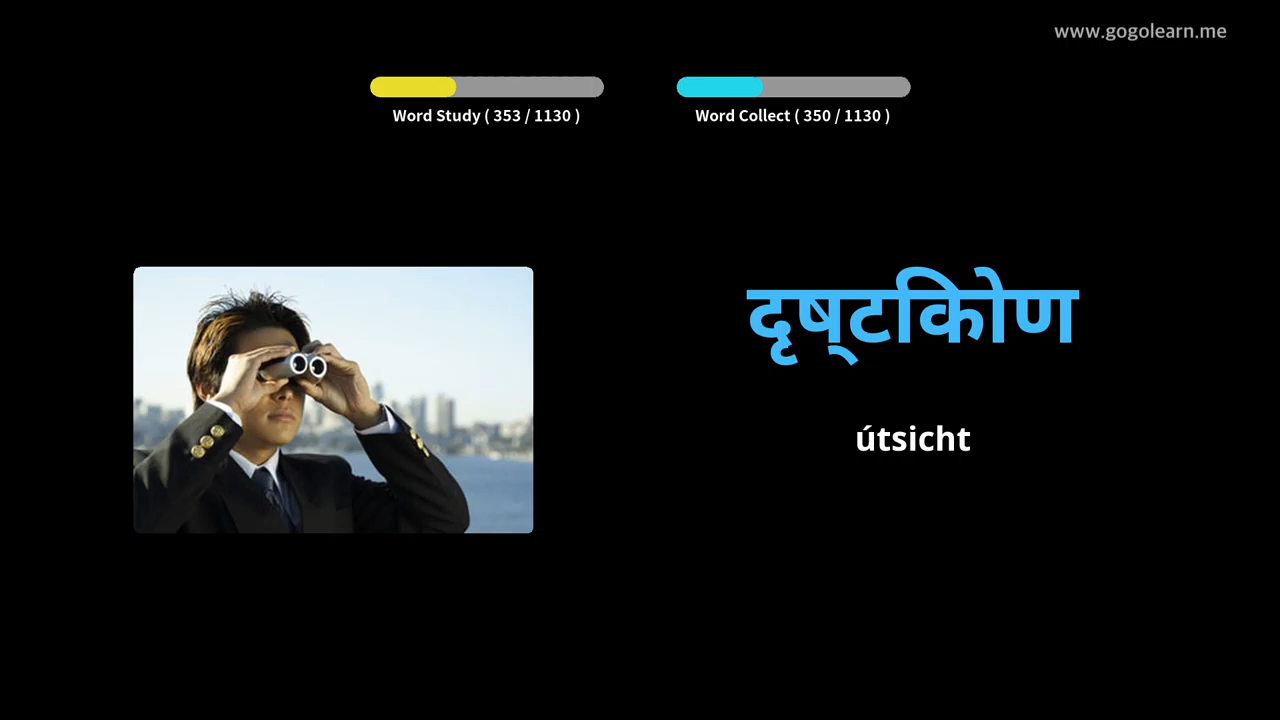 www.gogolearn.me
Word Study ( 353 / 1130 )
Word Collect ( 350 / 1130 )
दृष्‌टकिोण
útsicht